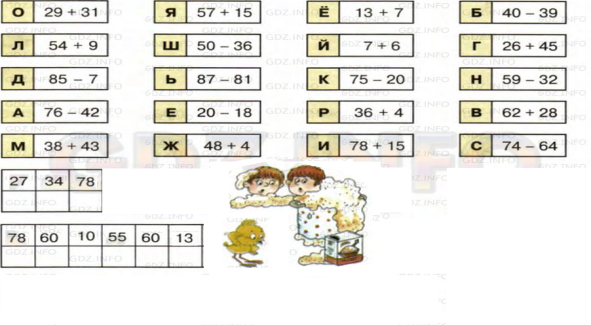 О 29 + 31 Я 57 + 15 Ё 13 + 7 Б 40 – 39
Л 54 + 9 Ш 50 – 36 Й 7 + 6 Г 26 + 45
Д 85 – 7 Ь 87 – 81 К 75 – 20 Н 59 – 32
А 76 – 42 Е 20 – 18 Р 36 + 4 В 62 + 28
М 38 + 43 Ж 48 + 4 И 78 + 15 С 74 – 64
27 34 78
78 60 10 55 60 13
GDZ.INFO